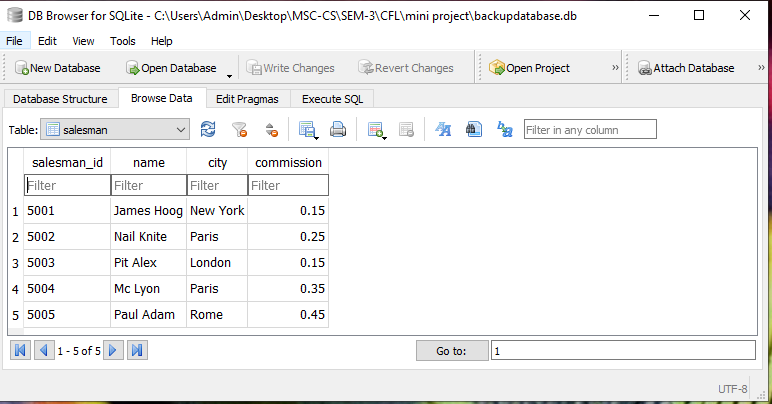 DB Browser for SQLite - C:\Users\Admin\Desktop\MSC-CS\SEM-3\CFL\mini project\backupdatabase.db
File Edit View Tools Help
New Database Open Database Write Changes Revert Changes Open Project » Attach Database »
Database Structure Browse Data Edit Pragmas Execute SQL
Table: salesman Filter in any column
salesman_id name city commission
Filter Filter Filter Filter
1 5001 James Hoog New York 0.15
2 5002 Nail Knite Paris 0.25
3 5003 Pit Alex London 0.15
4 5004 Mc Lyon Paris 0.35
5 5005 Paul Adam Rome 0.45
1 - 5 of 5 Go to: 1
UTF-8